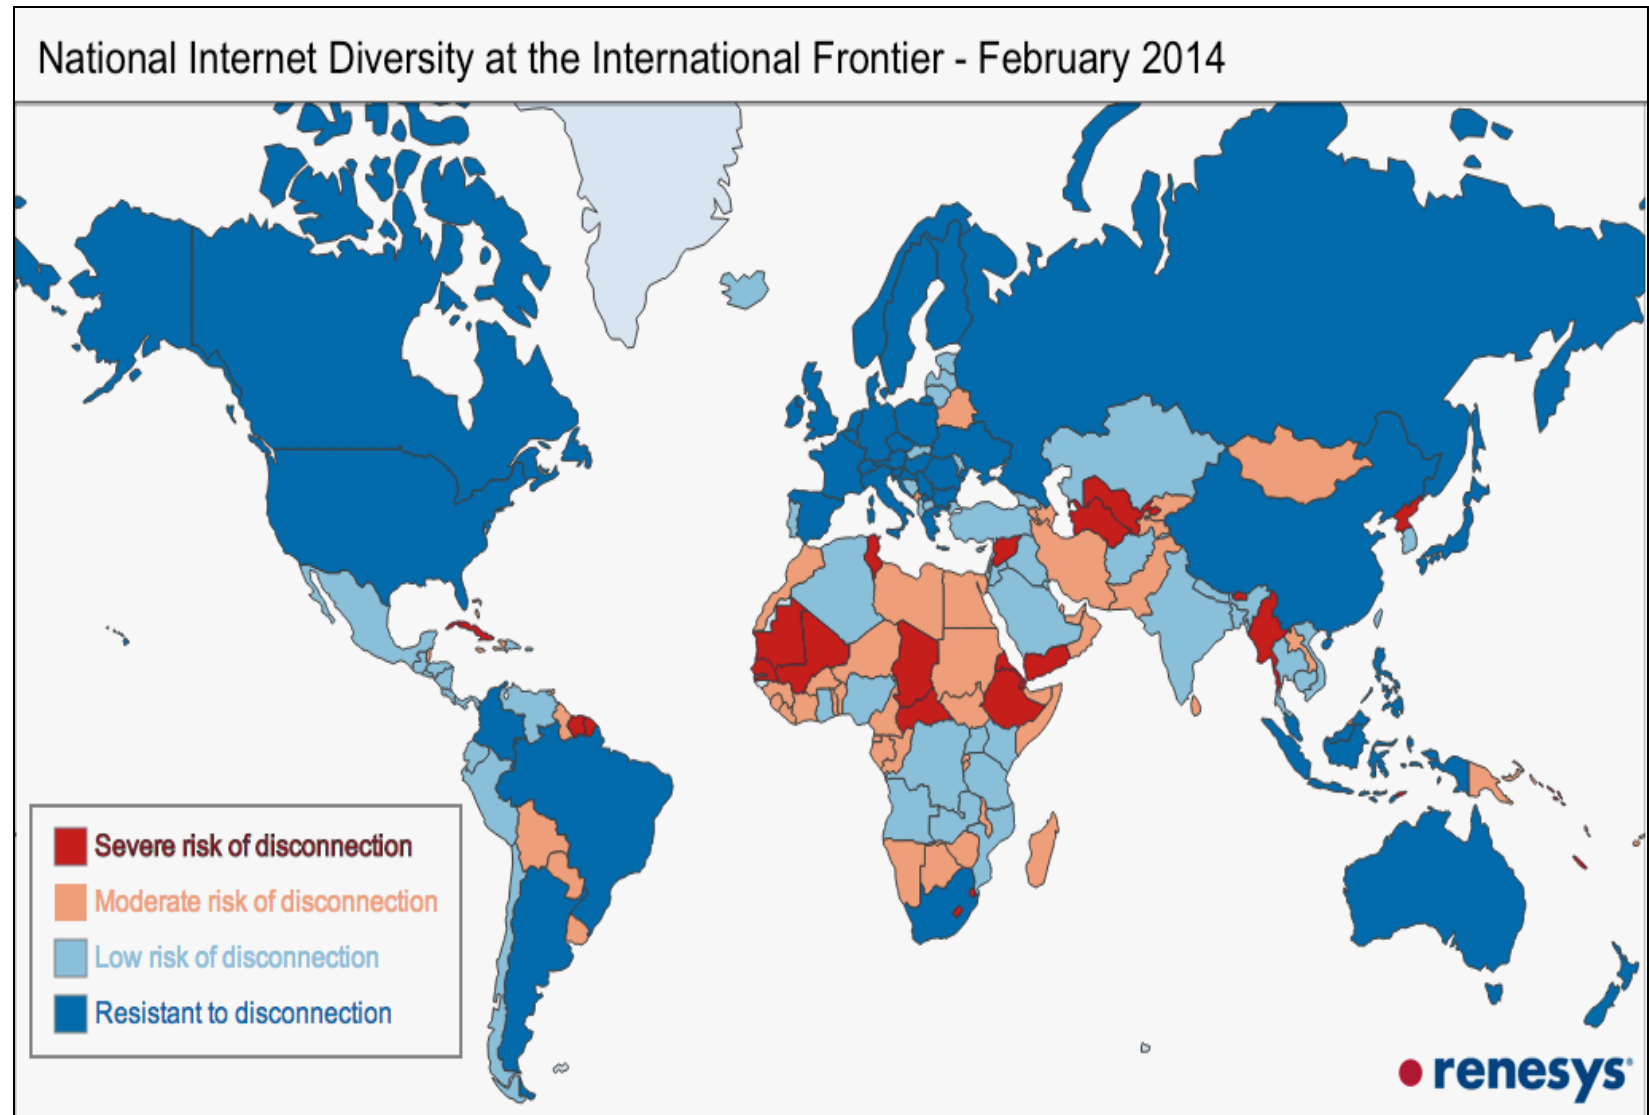 National Internet Diversity at the International Frontier - February 2014
Severe risk of disconnection
Moderate risk of disconnection
Low risk of disconnection
Resistant to disconnection
renesys